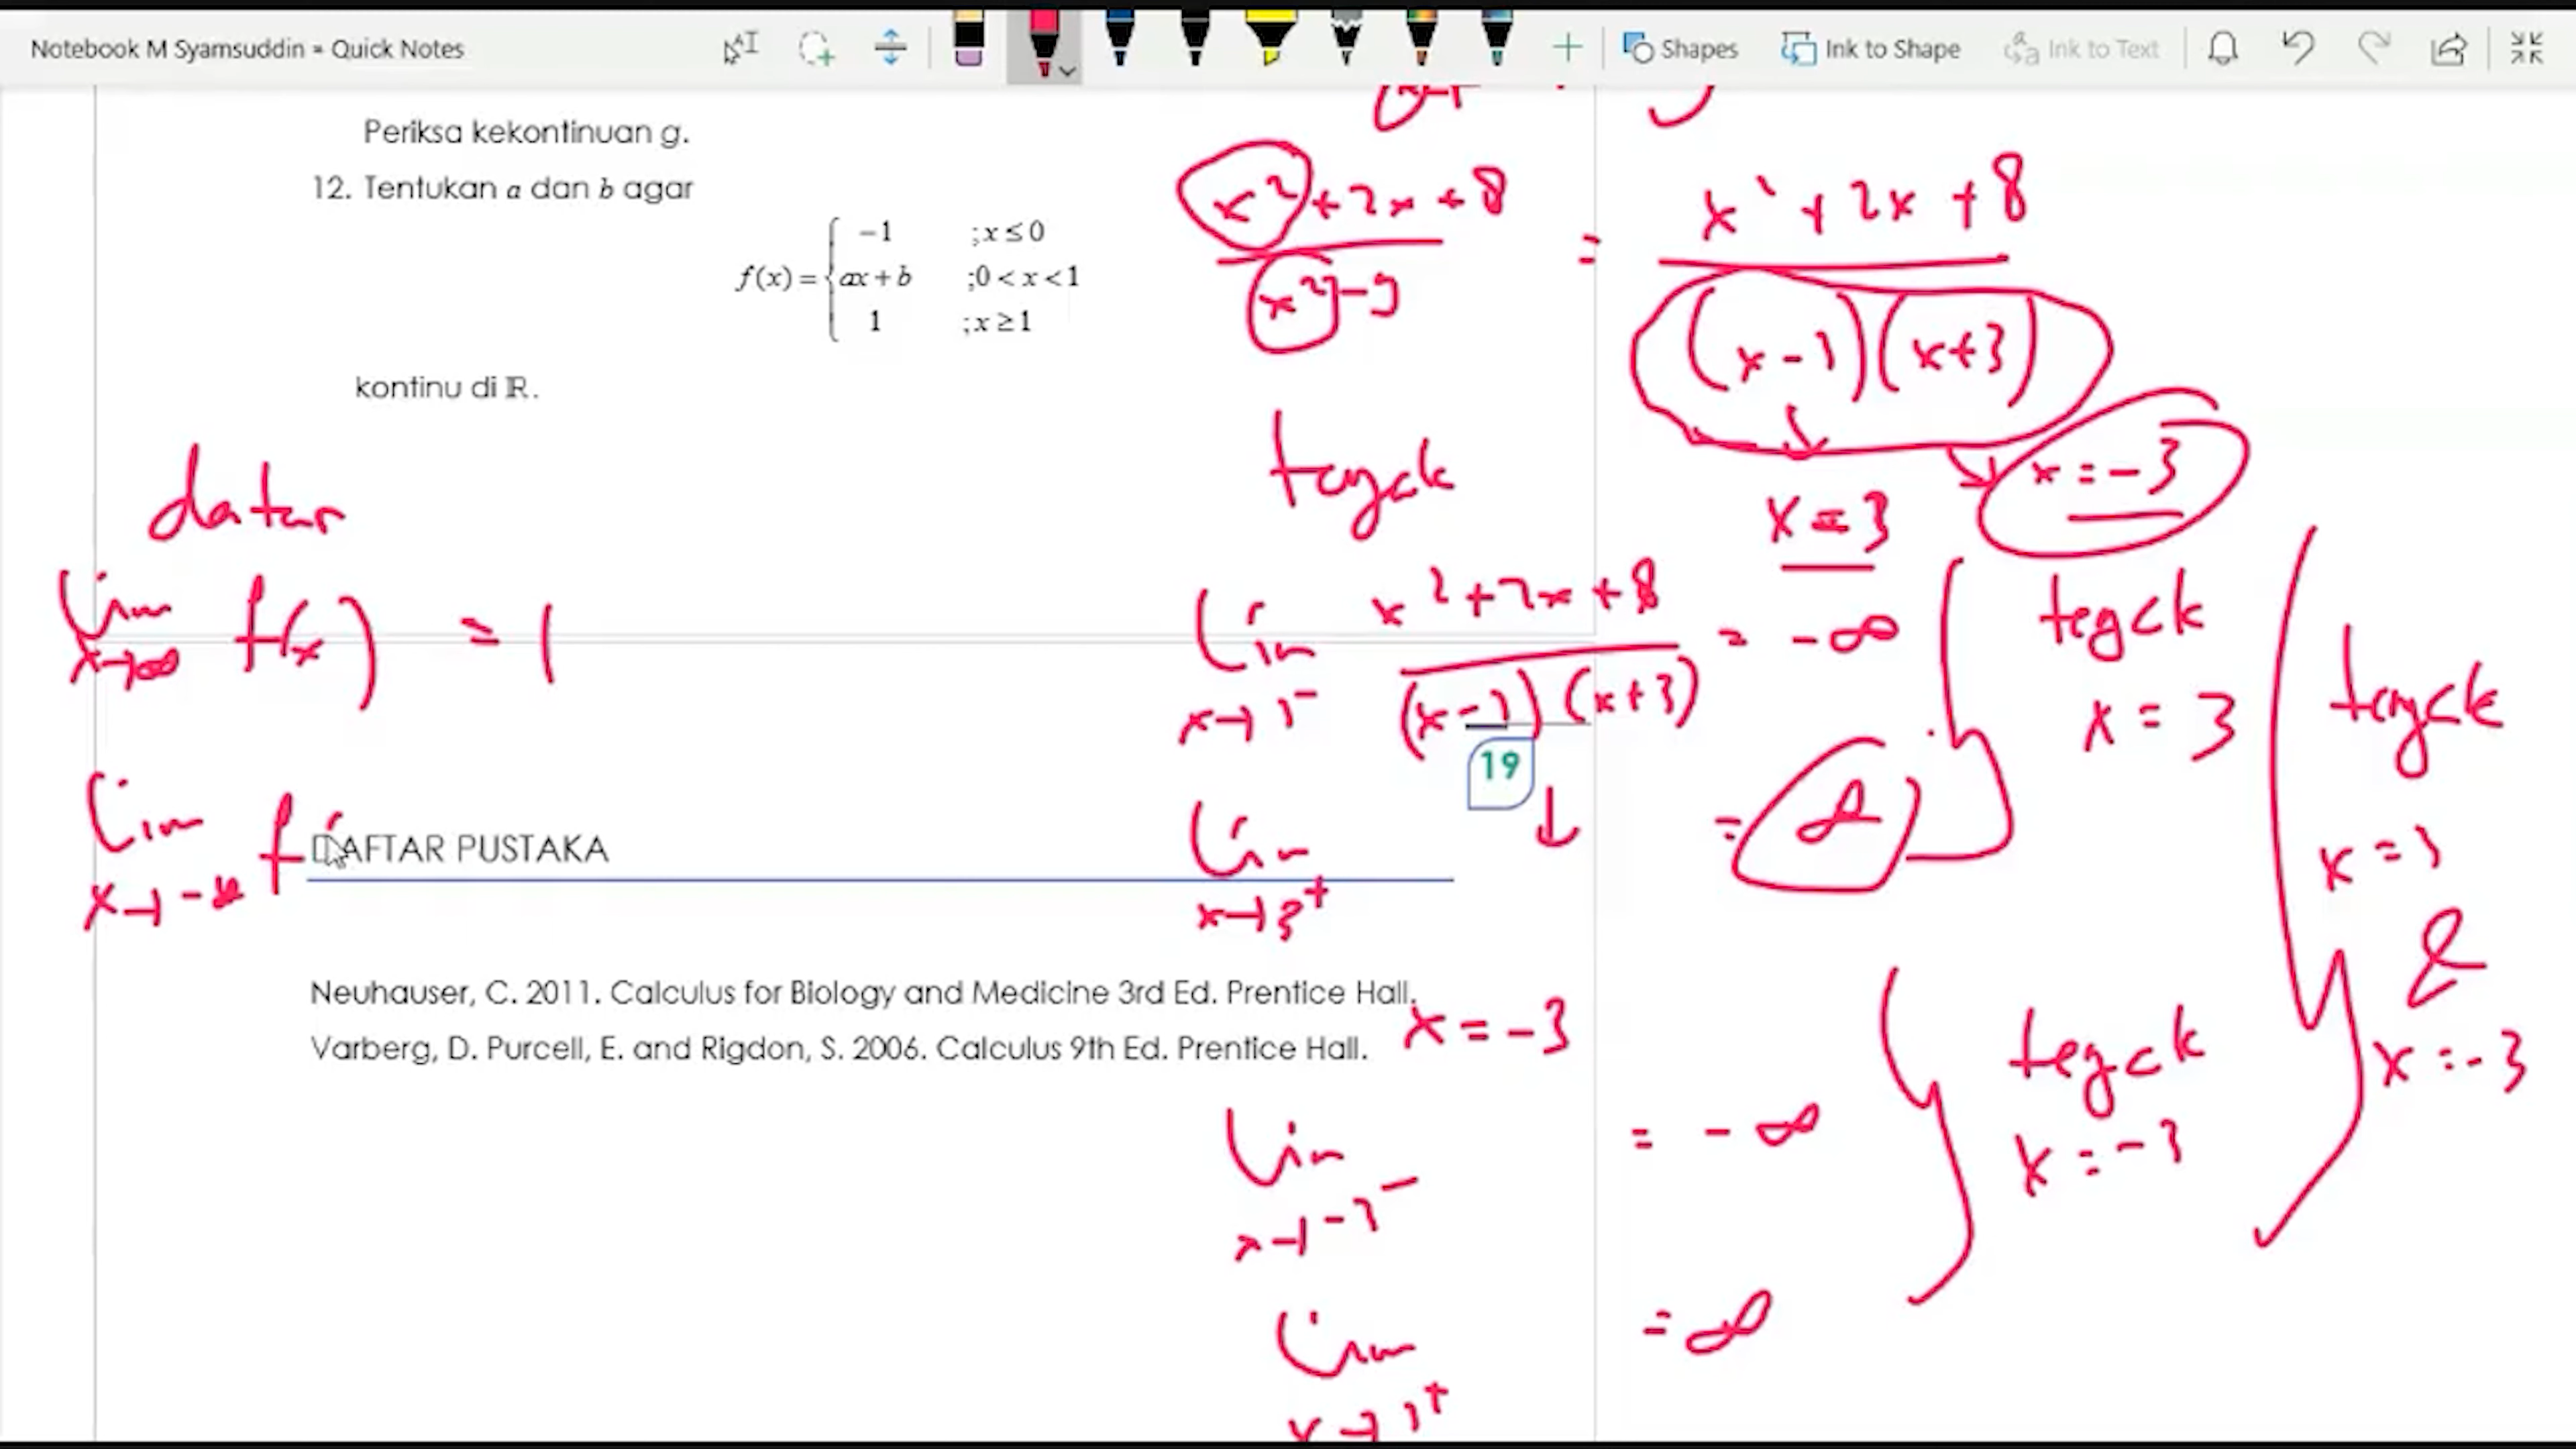 Notebook M Syamsuddin » Quick Notes
Shapes
Ink to Shape
Ink to Text
Periksa kekontinuan g.
12. Tentukan a dan b agar
f(x) = { -1 ; x ≤ 0
ax + b ; 0 < x < 1
1 ; x ≥ 1
kontinu di ℝ.
datar
lim x→∞ f(x) = 1
lim x→-∞ f
19
DAFTAR PUSTAKA
Neuhauser, C. 2011. Calculus for Biology and Medicine 3rd Ed. Prentice Hall.
Varberg, D. Purcell, E. and Rigdon, S. 2006. Calculus 9th Ed. Prentice Hall.
x² + 2x + 8 / x² - 9 = x² + 2x + 8 / (x-3)(x+3)
x = 3
x = -3
tegak
lim x→3⁻ x² + 2x + 8 / (x-3)(x+3) = -∞
lim x→3⁺ ↓ = ∞
tegak
x = 3
x = -3
lim x→-3⁻ = -∞
lim = ∞
tegak
x = -3
tegak
x = 3
&
x = -3